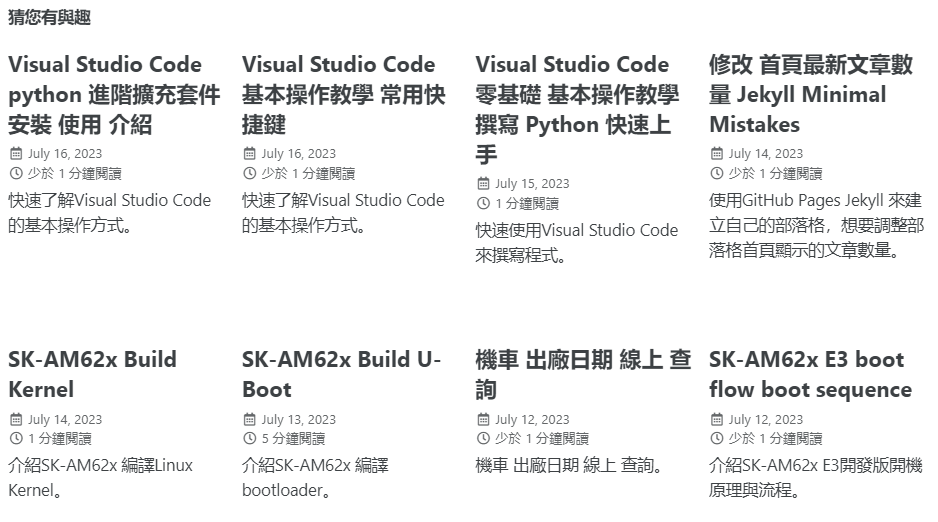 猜您有與趣
Visual Studio Code
python 進階擴充套件
安裝 使用 介紹
July 16, 2023
少於 1 分鐘閱讀
快速了解Visual Studio Code
的基本操作方式。
Visual Studio Code
基本操作教學 常用快
捷鍵
July 16, 2023
少於 1 分鐘閱讀
快速了解Visual Studio Code
的基本操作方式。
Visual Studio Code
零基礎 基本操作教學
撰寫 Python 快速上
手
July 15, 2023
1 分鐘閱讀
快速使用Visual Studio Code
來撰寫程式。
修改 首頁最新文章數
量 Jekyll Minimal
Mistakes
July 14, 2023
少於 1 分鐘閱讀
使用GitHub Pages Jekyll 來建
立自己的部落格，想要調整部
落格首頁顯示的文章數量。
SK-AM62x Build
Kernel
July 14, 2023
1 分鐘閱讀
介紹SK-AM62x 編譯Linux
Kernel。
SK-AM62x Build U-
Boot
July 13, 2023
5 分鐘閱讀
介紹SK-AM62x 編譯
bootloader。
機車 出廠日期 線上 查
詢
July 12, 2023
少於 1 分鐘閱讀
機車 出廠日期 線上 查詢。
SK-AM62x E3 boot
flow boot sequence
July 12, 2023
少於 1 分鐘閱讀
介紹SK-AM62x E3開發版開機
原理與流程。